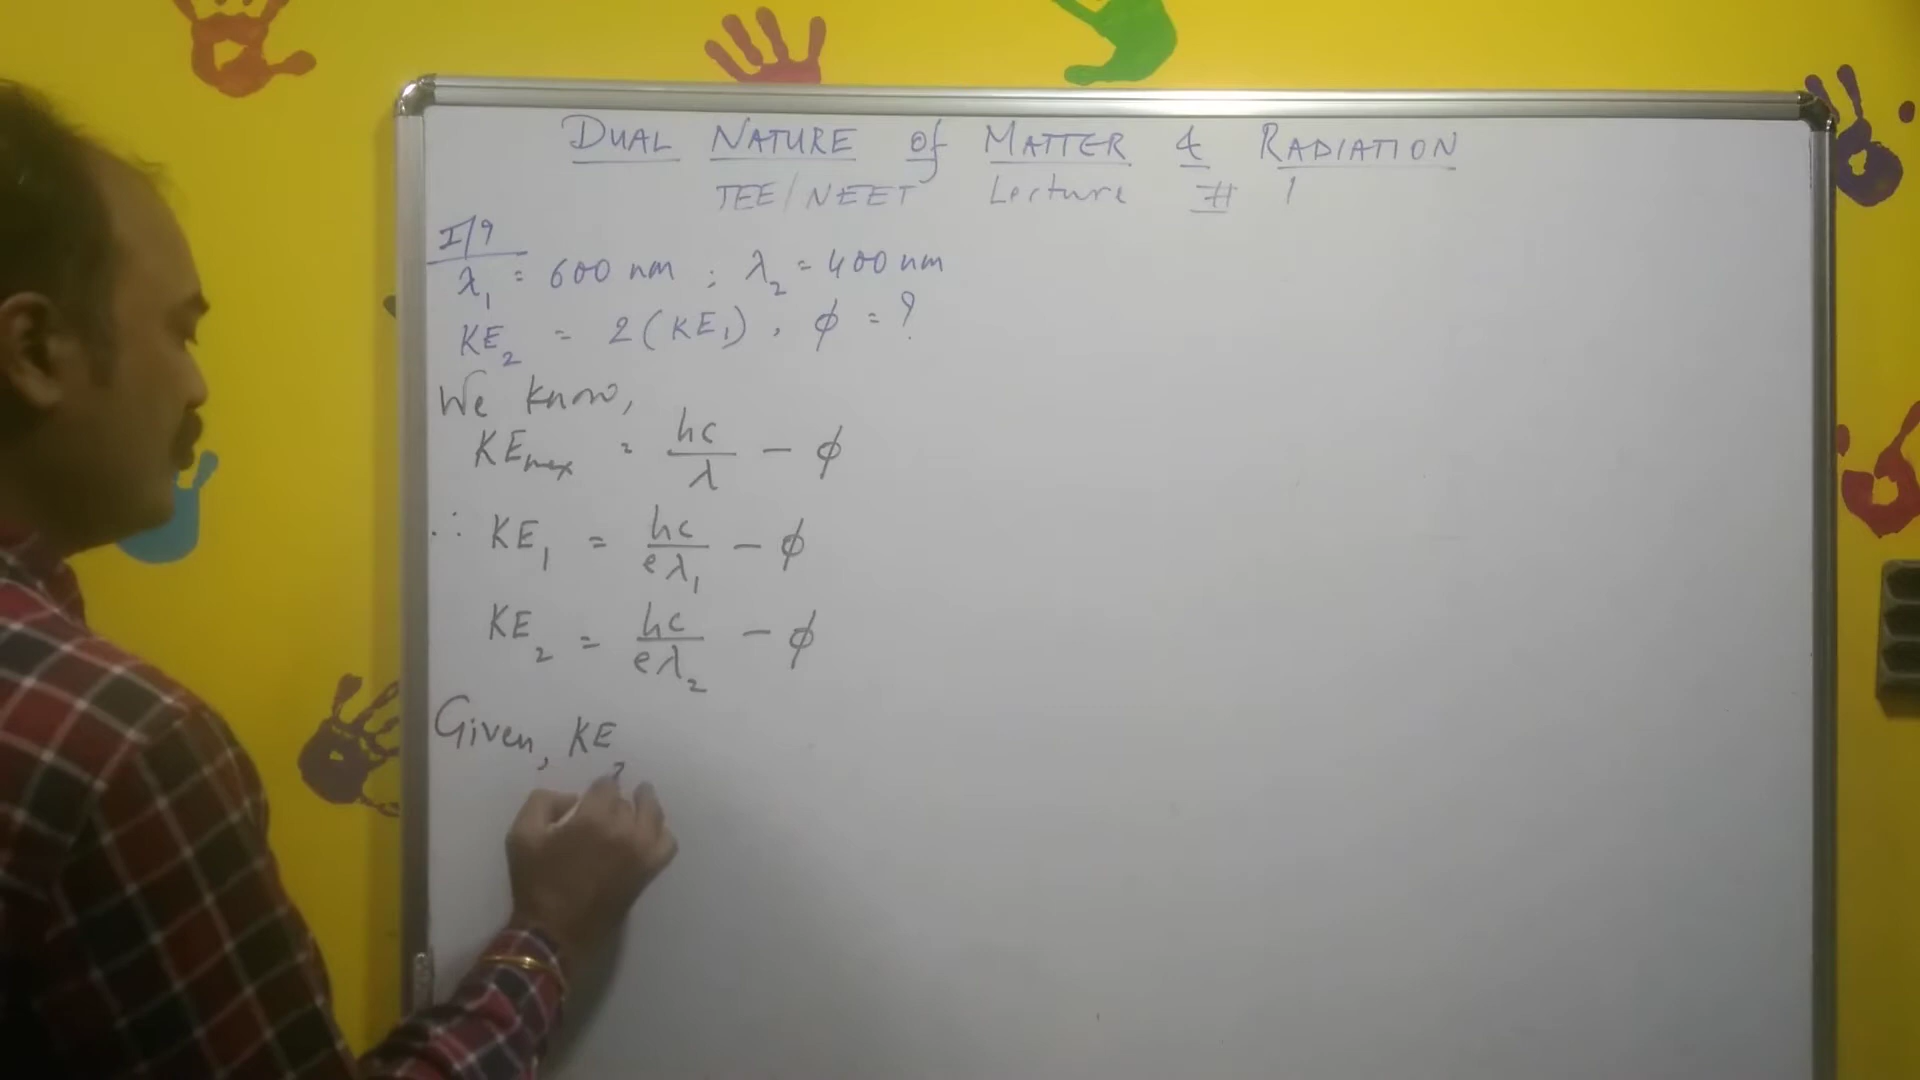 DUAL NATURE of MATTER & RADIATION
JEE/NEET Lecture # 1
I/9
λ₁ = 600 nm ; λ₂ = 400 nm
KE₂ = 2(KE₁), ϕ = ?
We know,
KEmax = hc/λ − ϕ
∴ KE₁ = hc/eλ₁ − ϕ
KE₂ = hc/eλ₂ − ϕ
Given, KE₂